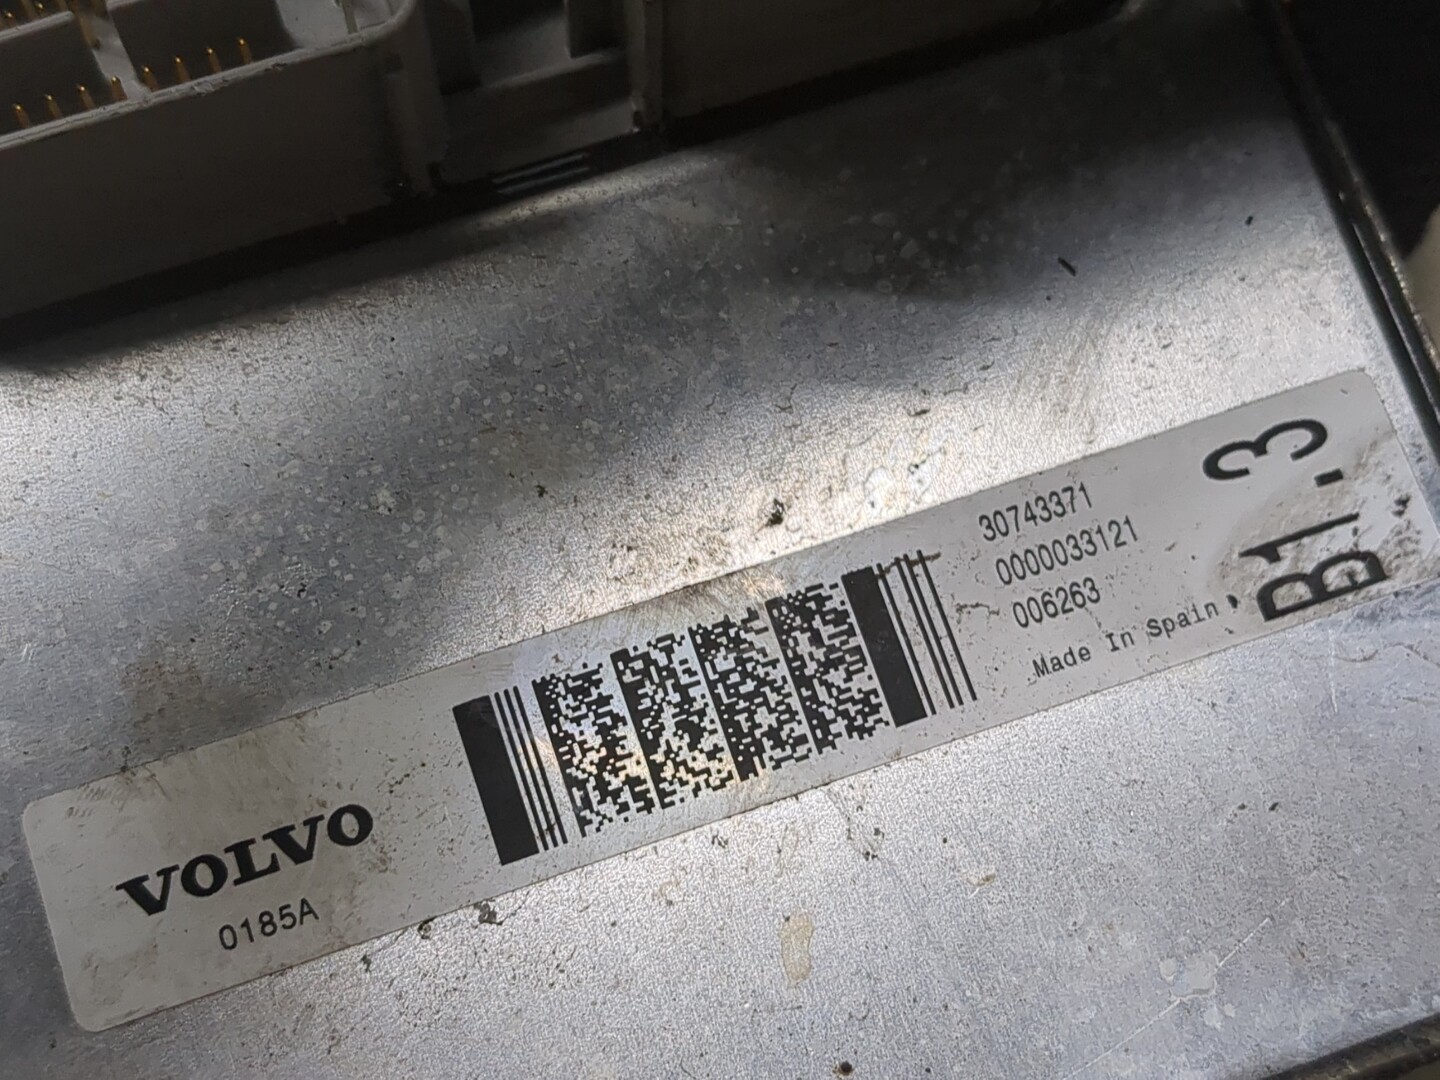 VOLVO
0185A
30743371
0000033121
006263
Made In Spain
B1.3